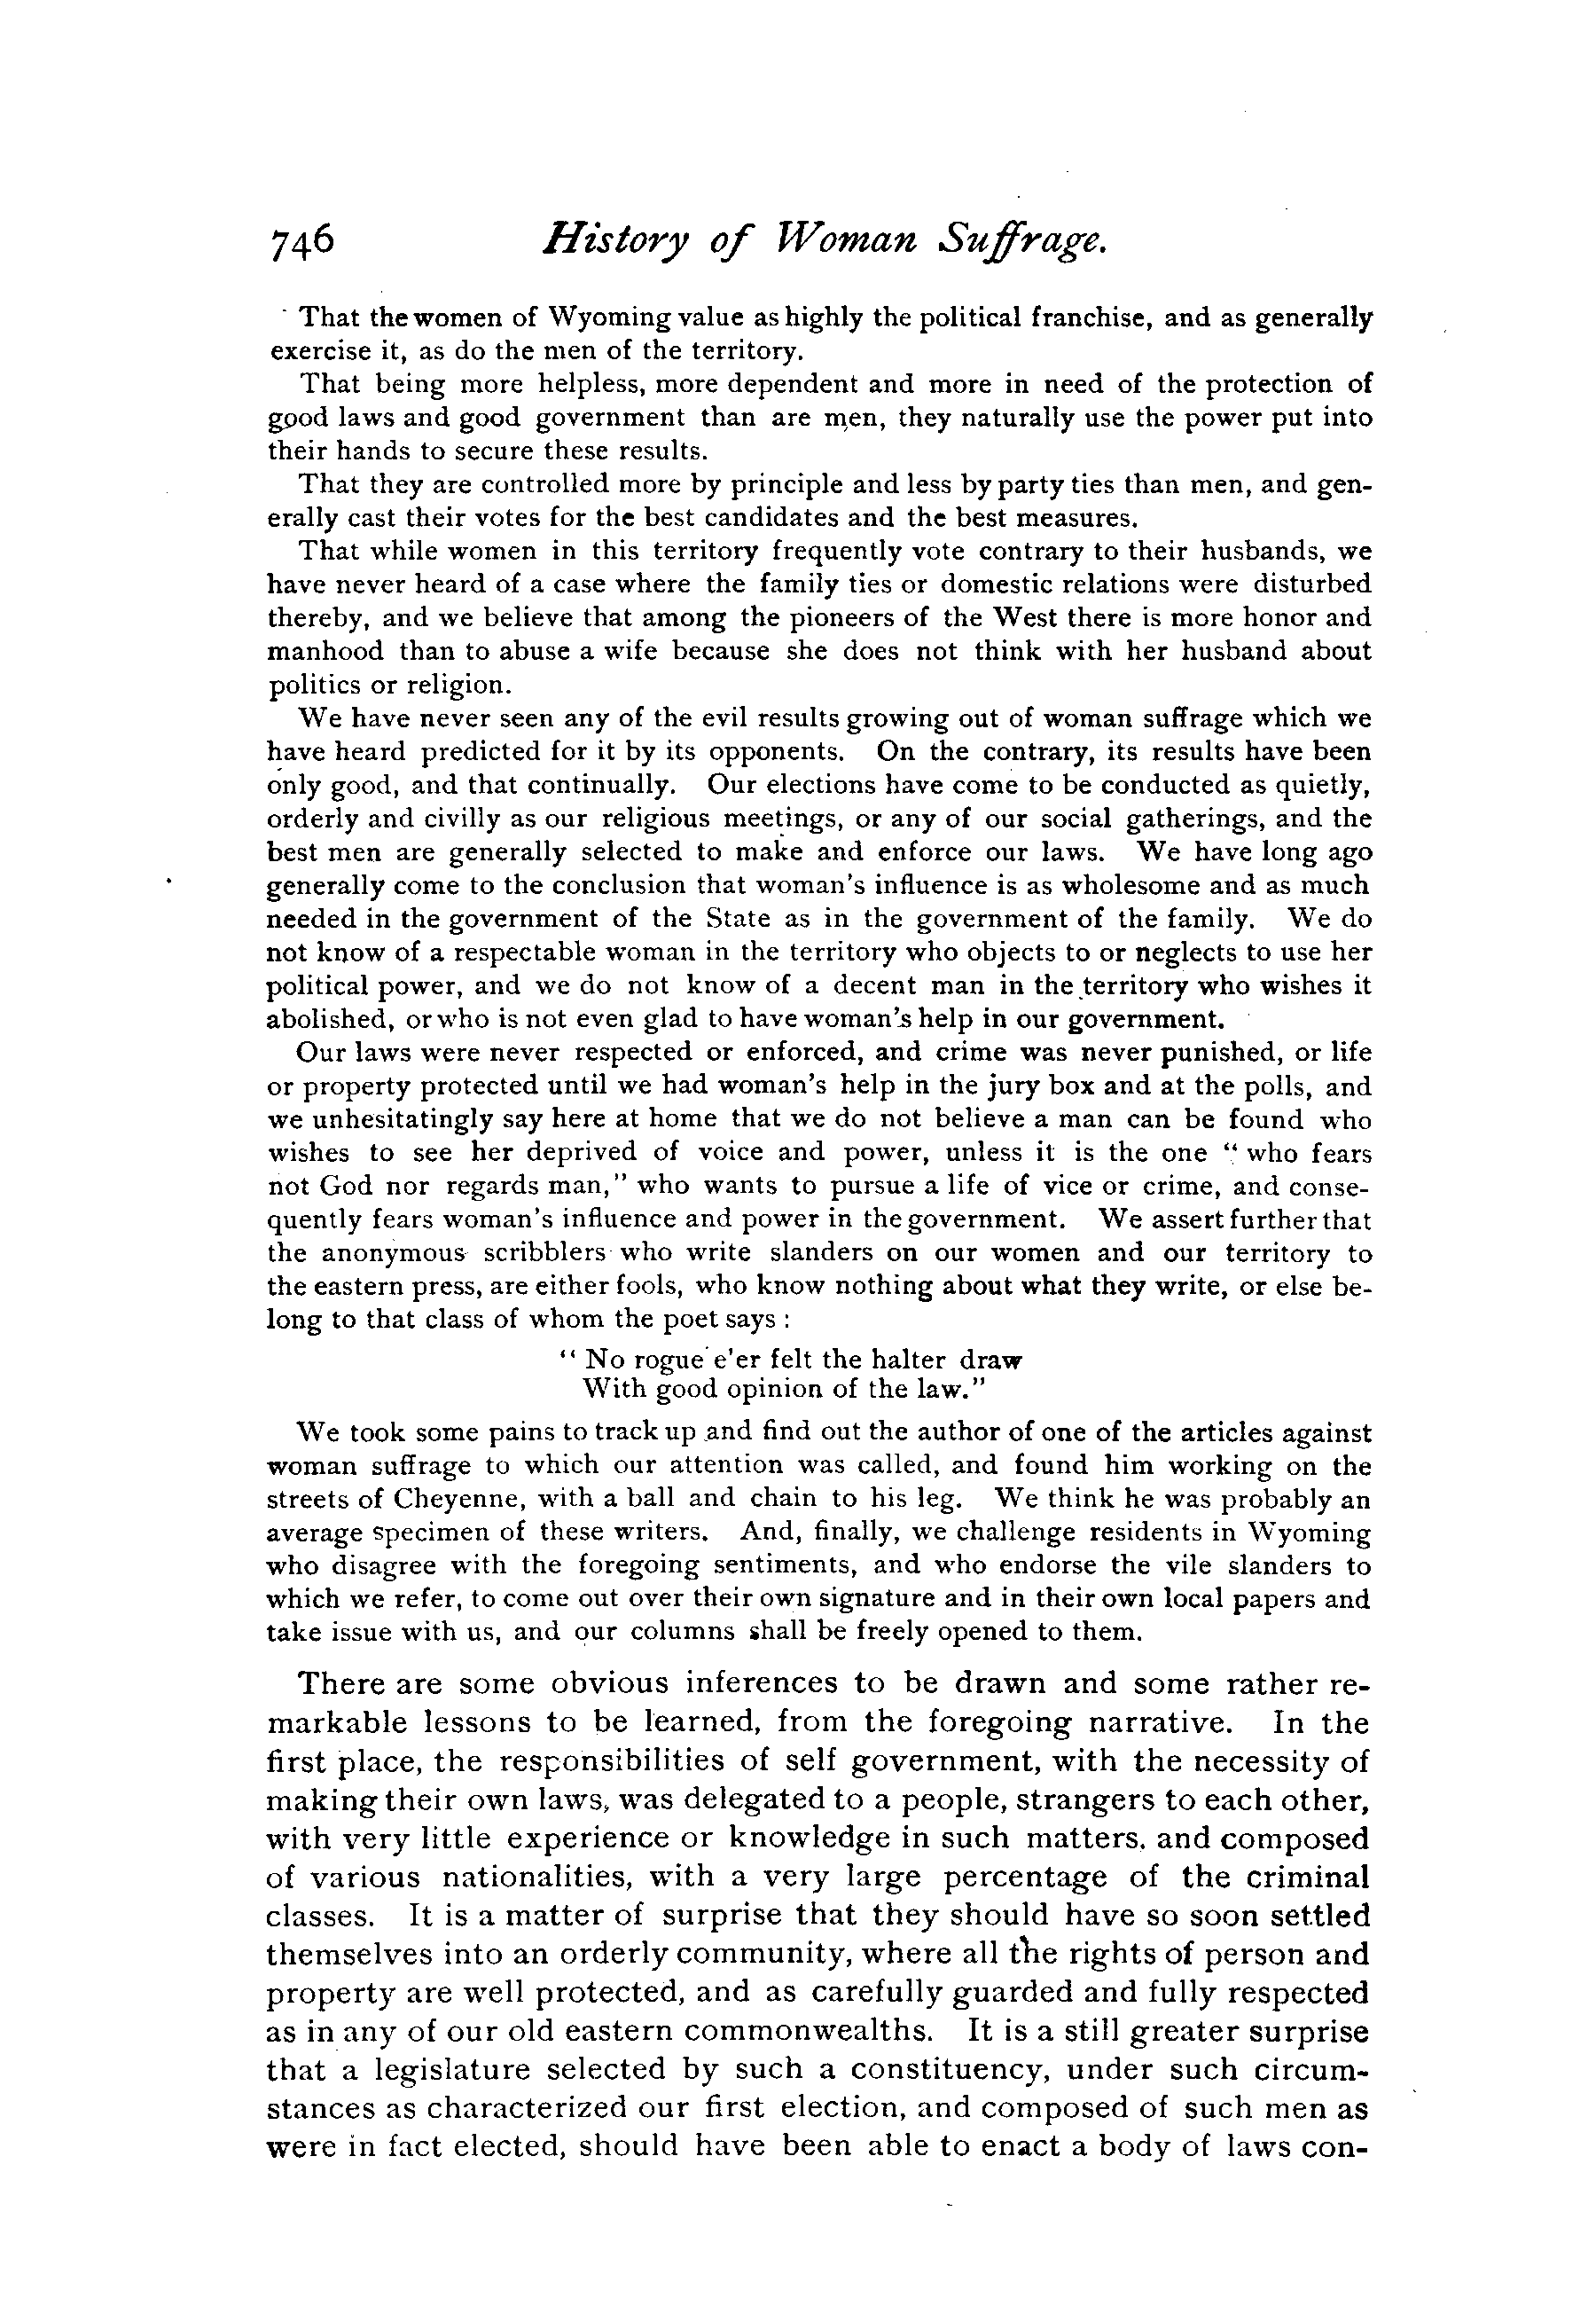 746 History of Woman Suffrage.
That the women of Wyoming value as highly the political franchise, and as generally
exercise it, as do the men of the territory.
That being more helpless, more dependent and more in need of the protection of
good laws and good government than are men, they naturally use the power put into
their hands to secure these results.
That they are controlled more by principle and less by party ties than men, and gen-
erally cast their votes for the best candidates and the best measures.
That while women in this territory frequently vote contrary to their husbands, we
have never heard of a case where the family ties or domestic relations were disturbed
thereby, and we believe that among the pioneers of the West there is more honor and
manhood than to abuse a wife because she does not think with her husband about
politics or religion.
We have never seen any of the evil results growing out of woman suffrage which we
have heard predicted for it by its opponents. On the contrary, its results have been
only good, and that continually. Our elections have come to be conducted as quietly,
orderly and civilly as our religious meetings, or any of our social gatherings, and the
best men are generally selected to make and enforce our laws. We have long ago
generally come to the conclusion that woman's influence is as wholesome and as much
needed in the government of the State as in the government of the family. We do
not know of a respectable woman in the territory who objects to or neglects to use her
political power, and we do not know of a decent man in the territory who wishes it
abolished, or who is not even glad to have woman's help in our government.
Our laws were never respected or enforced, and crime was never punished, or life
or property protected until we had woman's help in the jury box and at the polls, and
we unhesitatingly say here at home that we do not believe a man can be found who
wishes to see her deprived of voice and power, unless it is the one "who fears
not God nor regards man," who wants to pursue a life of vice or crime, and conse-
quently fears woman's influence and power in the government. We assert further that
the anonymous scribblers who write slanders on our women and our territory to
the eastern press, are either fools, who know nothing about what they write, or else be-
long to that class of whom the poet says :
" No rogue e'er felt the halter draw
With good opinion of the law."
We took some pains to track up and find out the author of one of the articles against
woman suffrage to which our attention was called, and found him working on the
streets of Cheyenne, with a ball and chain to his leg. We think he was probably an
average specimen of these writers. And, finally, we challenge residents in Wyoming
who disagree with the foregoing sentiments, and who endorse the vile slanders to
which we refer, to come out over their own signature and in their own local papers and
take issue with us, and our columns shall be freely opened to them.
There are some obvious inferences to be drawn and some rather re-
markable lessons to be learned, from the foregoing narrative. In the
first place, the responsibilities of self government, with the necessity of
making their own laws, was delegated to a people, strangers to each other,
with very little experience or knowledge in such matters, and composed
of various nationalities, with a very large percentage of the criminal
classes. It is a matter of surprise that they should have so soon settled
themselves into an orderly community, where all the rights of person and
property are well protected, and as carefully guarded and fully respected
as in any of our old eastern commonwealths. It is a still greater surprise
that a legislature selected by such a constituency, under such circum-
stances as characterized our first election, and composed of such men as
were in fact elected, should have been able to enact a body of laws con-